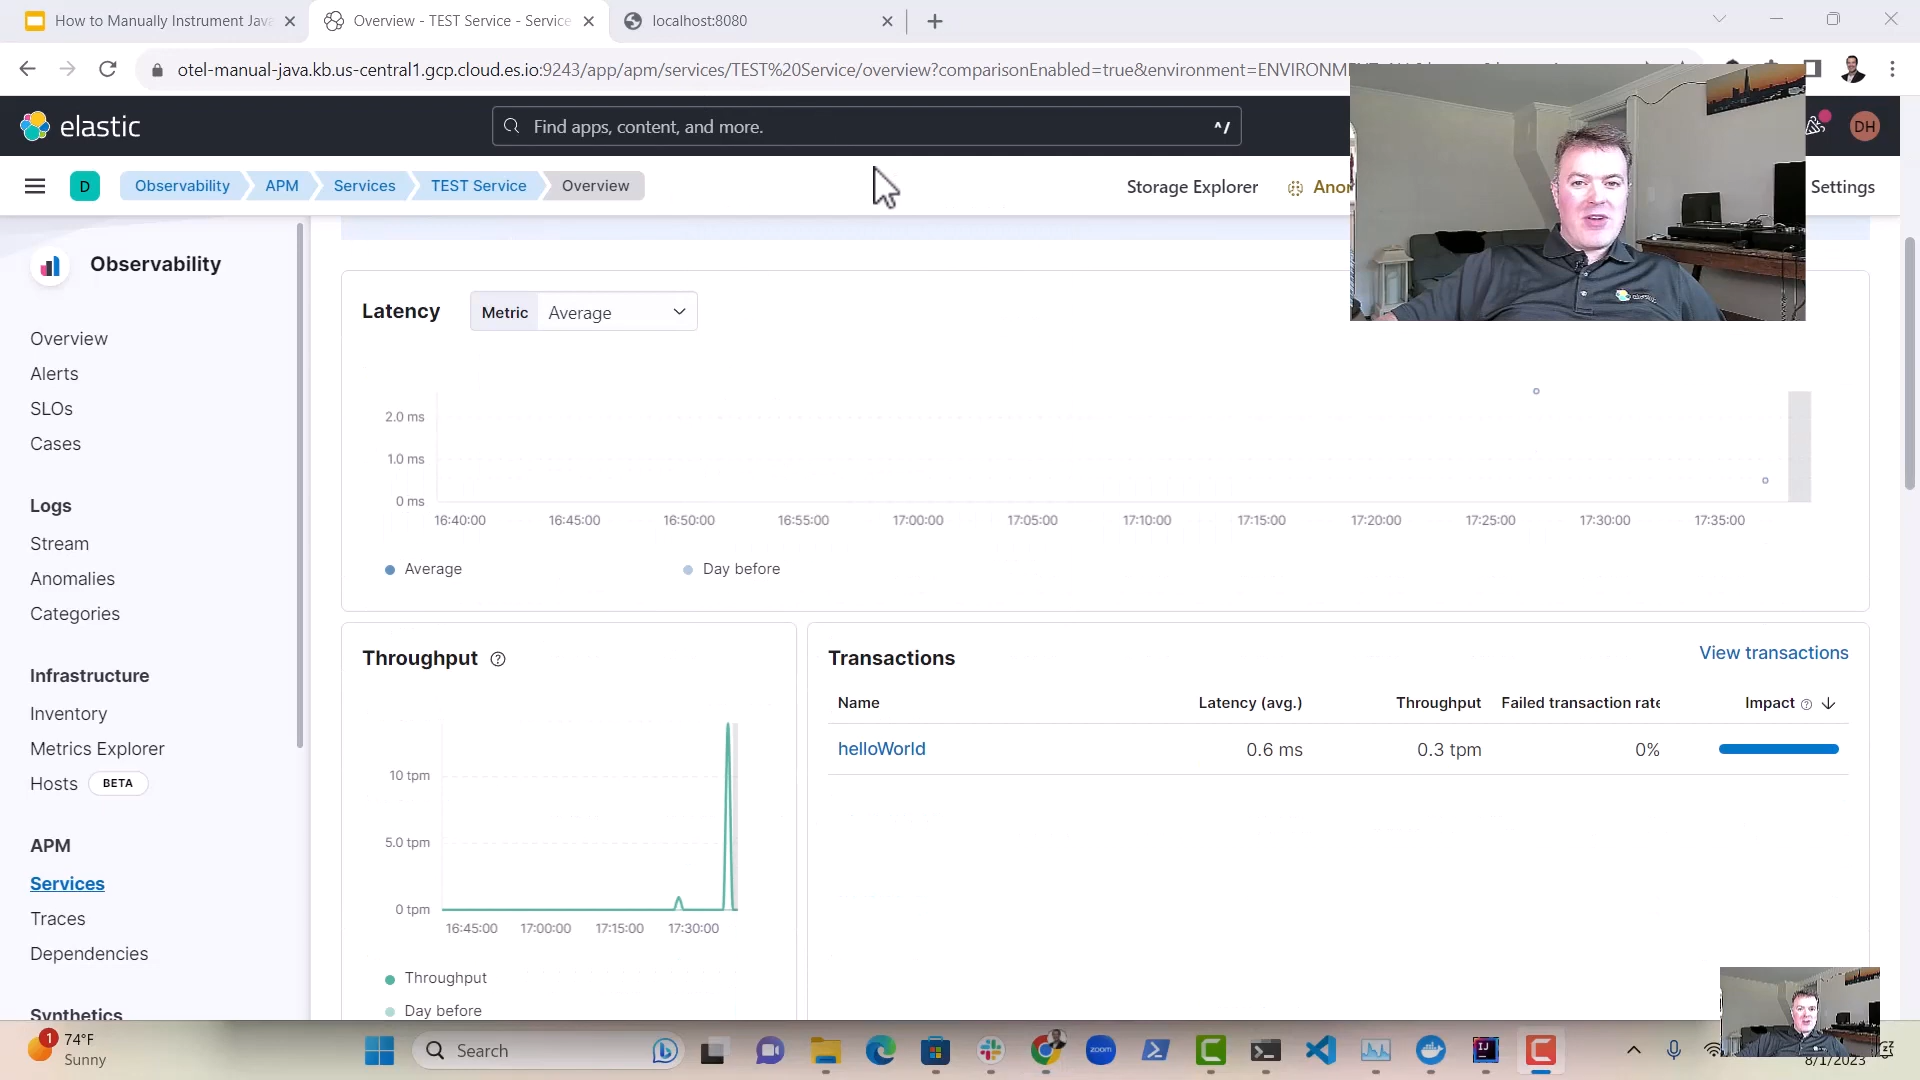 How to Manually Instrument Java
Overview - TEST Service - Service
localhost:8080
otel-manual-java.kb.us-central1.gcp.cloud.es.io:9243/app/apm/services/TEST%20Service/overview?comparisonEnabled=true&environment=ENVIRONM
elastic
Find apps, content, and more.
^/
DH
D
Observability
APM
Services
TEST Service
Overview
Storage Explorer
Anor
Settings
Observability
Overview
Alerts
SLOs
Cases
Logs
Stream
Anomalies
Categories
Infrastructure
Inventory
Metrics Explorer
Hosts BETA
APM
Services
Traces
Dependencies
Synthetics
Latency
Metric Average
2.0 ms
1.0 ms
0 ms
16:40:00 16:45:00 16:50:00 16:55:00 17:00:00 17:05:00 17:10:00 17:15:00 17:20:00 17:25:00 17:30:00 17:35:00
Average Day before
Throughput
10 tpm
5.0 tpm
0 tpm
16:45:00 17:00:00 17:15:00 17:30:00
Throughput
Day before
Transactions
View transactions
Name Latency (avg.) Throughput Failed transaction rate Impact
helloWorld 0.6 ms 0.3 tpm 0%
1
74°F
Sunny
Search
zoom
IJ
8/1/2023